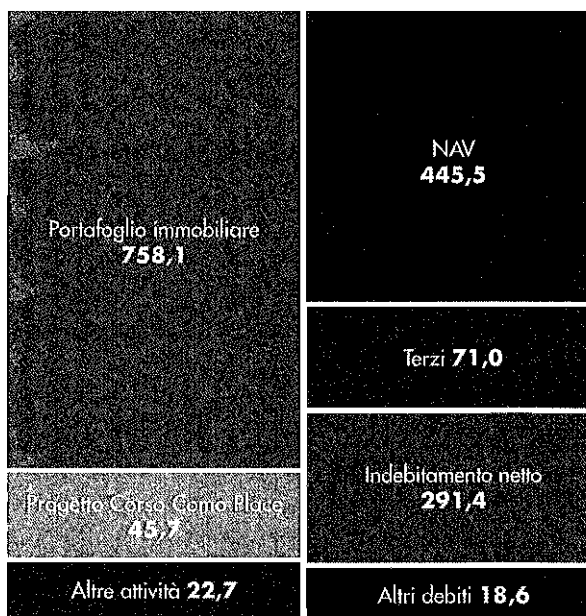 Portafoglio immobiliare
758,1
Progetto Corso Como Place
45,7
Altre attività 22,7
NAV
445,5
Terzi 71,0
Indebitamento netto
291,4
Altri debiti 18,6